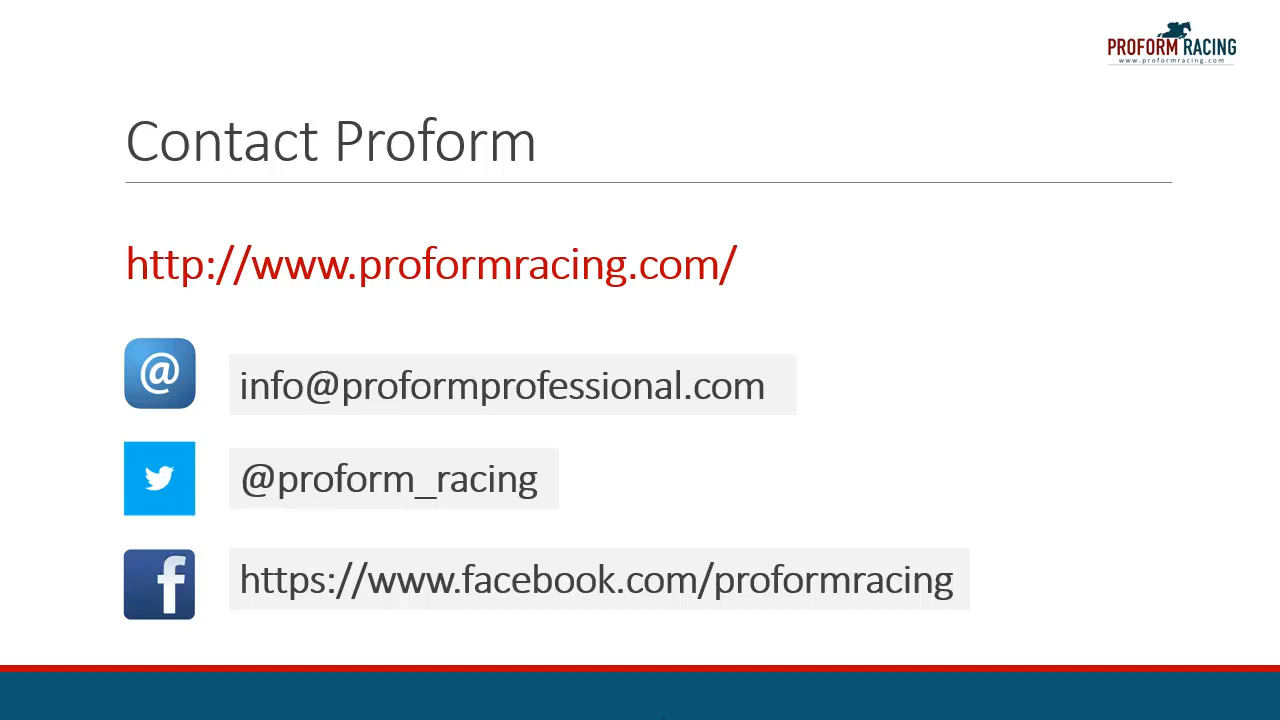 PROFORM RACING
www.proformracing.com
Contact Proform
http://www.proformracing.com/
@
info@proformprofessional.com
@proform_racing
f
https://www.facebook.com/proformracing